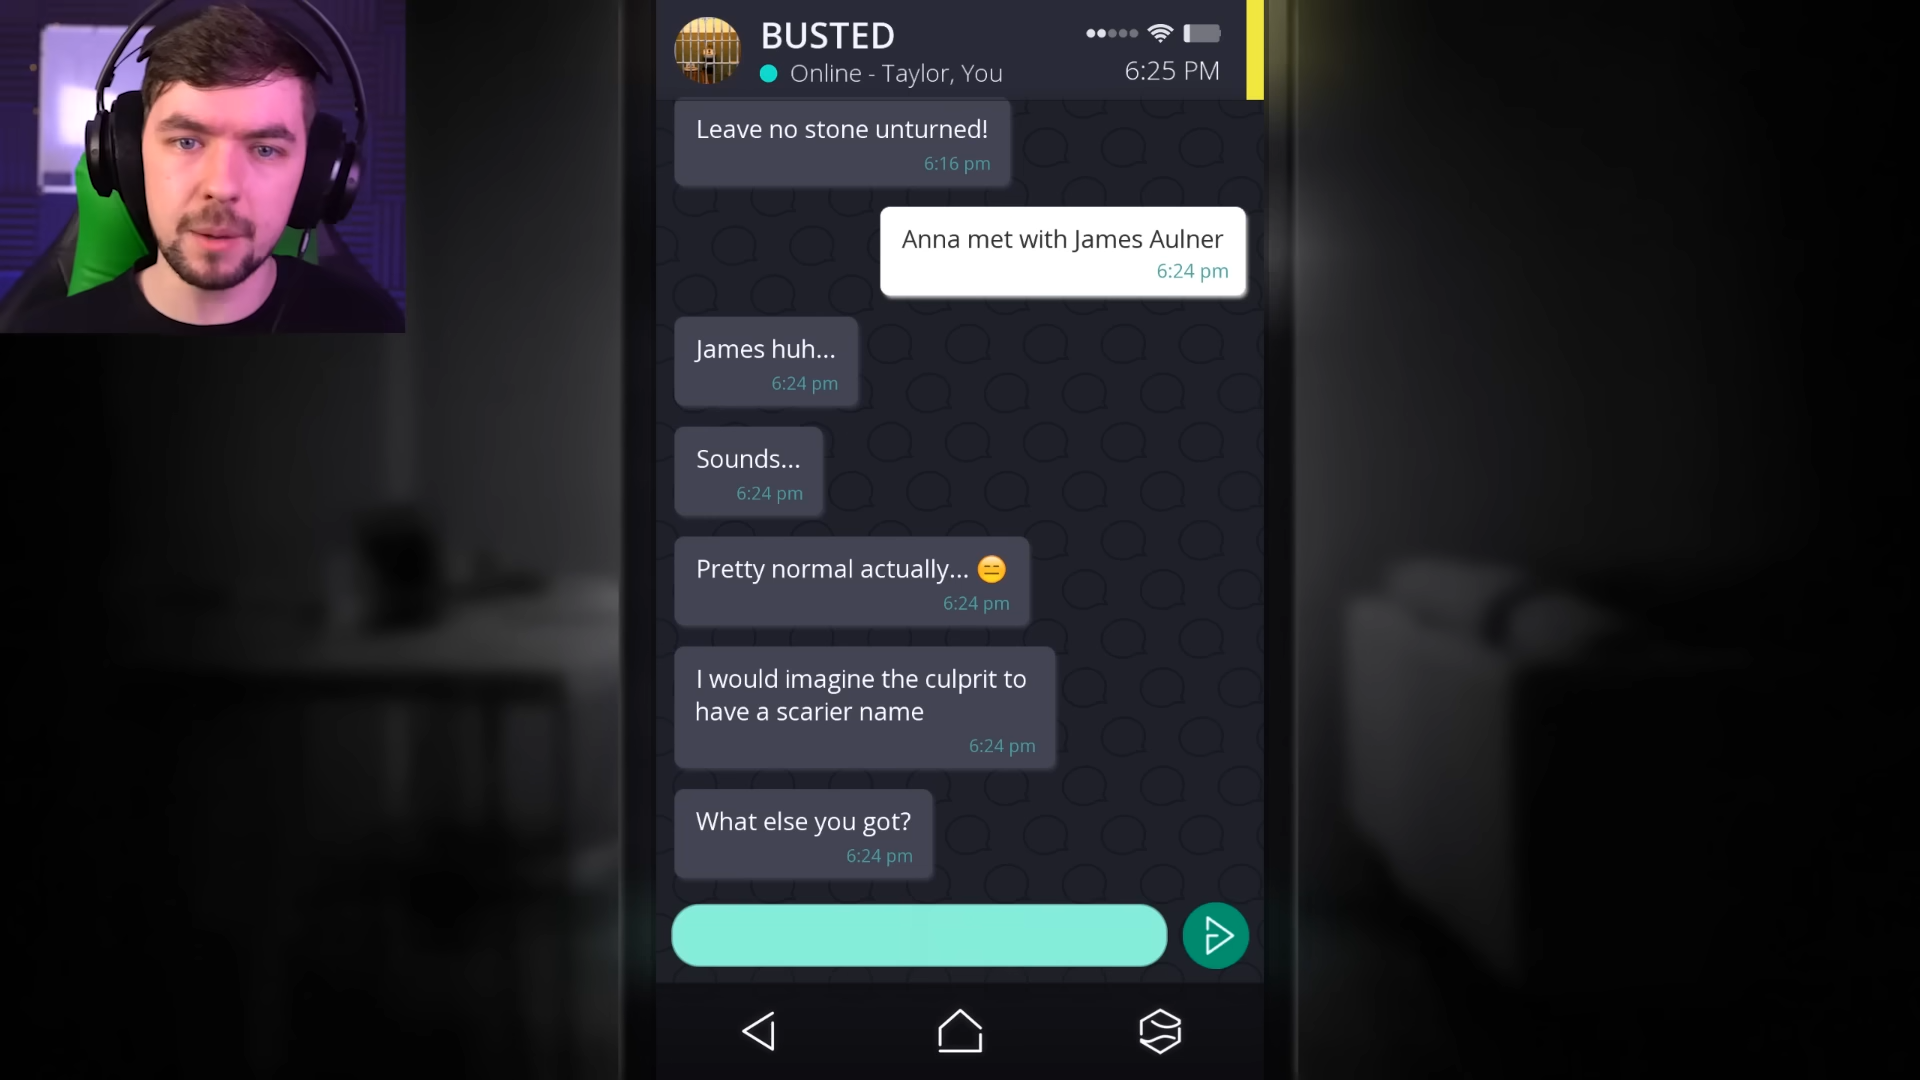 BUSTED
Online - Taylor, You
6:25 PM
Leave no stone unturned!
6:16 pm
Anna met with James Aulner
6:24 pm
James huh...
6:24 pm
Sounds...
6:24 pm
Pretty normal actually... 😑
6:24 pm
I would imagine the culprit to
have a scarier name
6:24 pm
What else you got?
6:24 pm